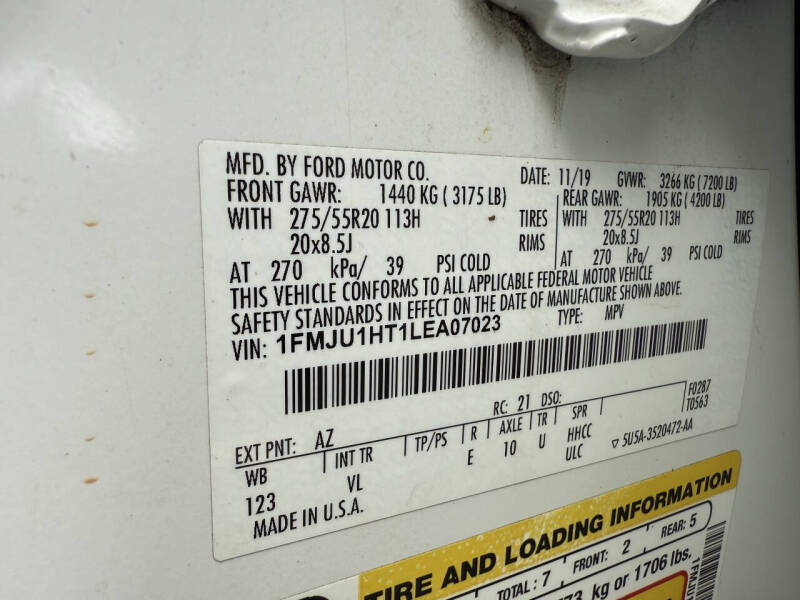 MFD. BY FORD MOTOR CO.
DATE: 11/19 GVWR: 3266 KG ( 7200 LB)
FRONT GAWR: 1440 KG ( 3175 LB)
REAR GAWR: 1905 KG ( 4200 LB)
WITH 275/55R20 113H TIRES
WITH 275/55R20 113H TIRES
20x8.5J RIMS
20x8.5J RIMS
AT 270 kPa/ 39 PSI COLD
AT 270 kPa/ 39 PSI COLD
THIS VEHICLE CONFORMS TO ALL APPLICABLE FEDERAL MOTOR VEHICLE
SAFETY STANDARDS IN EFFECT ON THE DATE OF MANUFACTURE SHOWN ABOVE.
VIN: 1FMJU1HT1LEA07023
TYPE: MPV
F0287
T0563
EXT PNT: AZ RC: 21 DSO:
WB INT TR TP/PS R AXLE TR SPR
123 VL E 10 U HHCC
ULC
▽ 5U5A-3520472-AA
MADE IN U.S.A.
TIRE AND LOADING INFORMATION
TOTAL : 7 FRONT: 2 REAR: 5
kg or 1706 lbs.
1FMJU